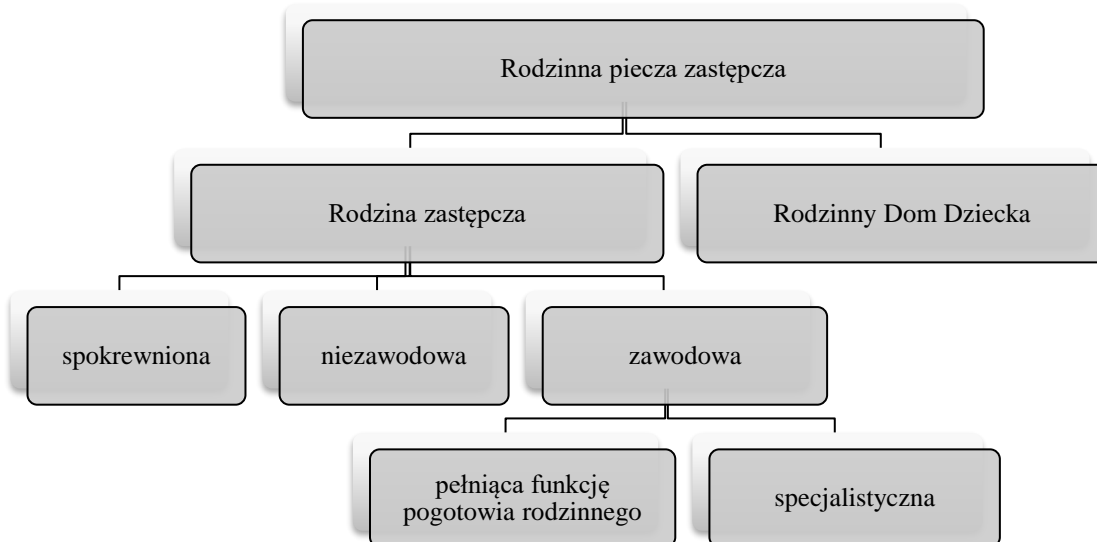 Rodzinna piecza zastępcza
Rodzina zastępcza
Rodzinny Dom Dziecka
spokrewniona
niezawodowa
zawodowa
pełniąca funkcję
pogotowia rodzinnego
specjalistyczna